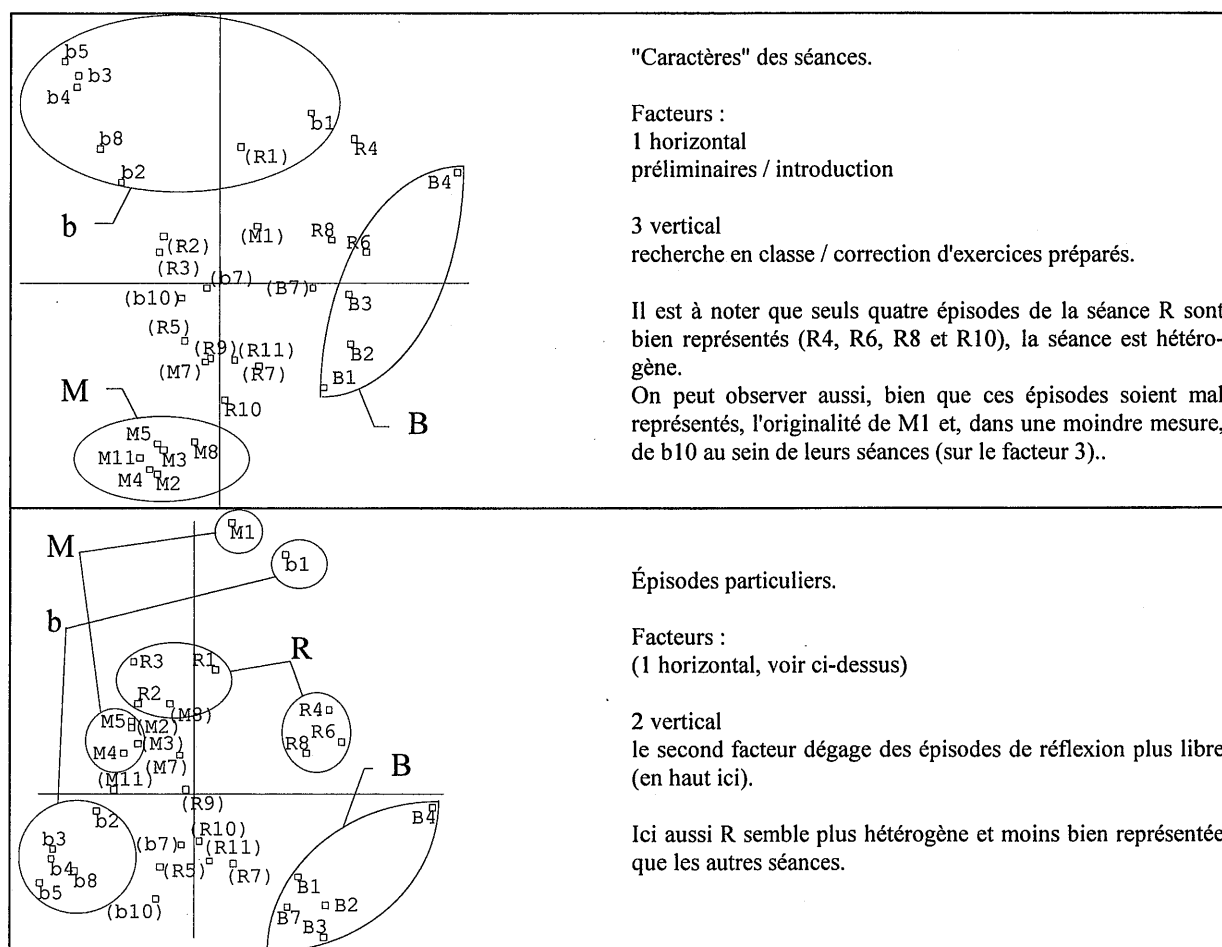 b5
b3
b4
b1
b8
(R1)
R4
b2
B4
b
(R2)
(M1)
R8
R6
(R3)
(b7)
(b10)
(B7)
B3
(R5)
(R9)
(R11)
B2
(M7)
(R7)
B1
M
R10
B
M5
M8
M11
M3
M4
M2
"Caractères" des séances.
Facteurs :
1 horizontal
préliminaires / introduction
3 vertical
recherche en classe / correction d'exercices préparés.
Il est à noter que seuls quatre épisodes de la séance R sont
bien représentés (R4, R6, R8 et R10), la séance est hétéro-
gène.
On peut observer aussi, bien que ces épisodes soient mal
représentés, l'originalité de M1 et, dans une moindre mesure,
de b10 au sein de leurs séances (sur le facteur 3)..
M
M1
b1
b
R
R3
R1
R2
(M8)
R4
M5
(M2)
R6
M4
(M3)
R8
(M7)
B
(M11)
(R9)
b2
B4
b3
(b7)
(R10)
b4
(R11)
b8
(R5)
(R7)
b5
B1
(b10)
B7
B2
B3
Épisodes particuliers.
Facteurs :
(1 horizontal, voir ci-dessus)
2 vertical
le second facteur dégage des épisodes de réflexion plus libre
(en haut ici).
Ici aussi R semble plus hétérogène et moins bien représentée
que les autres séances.